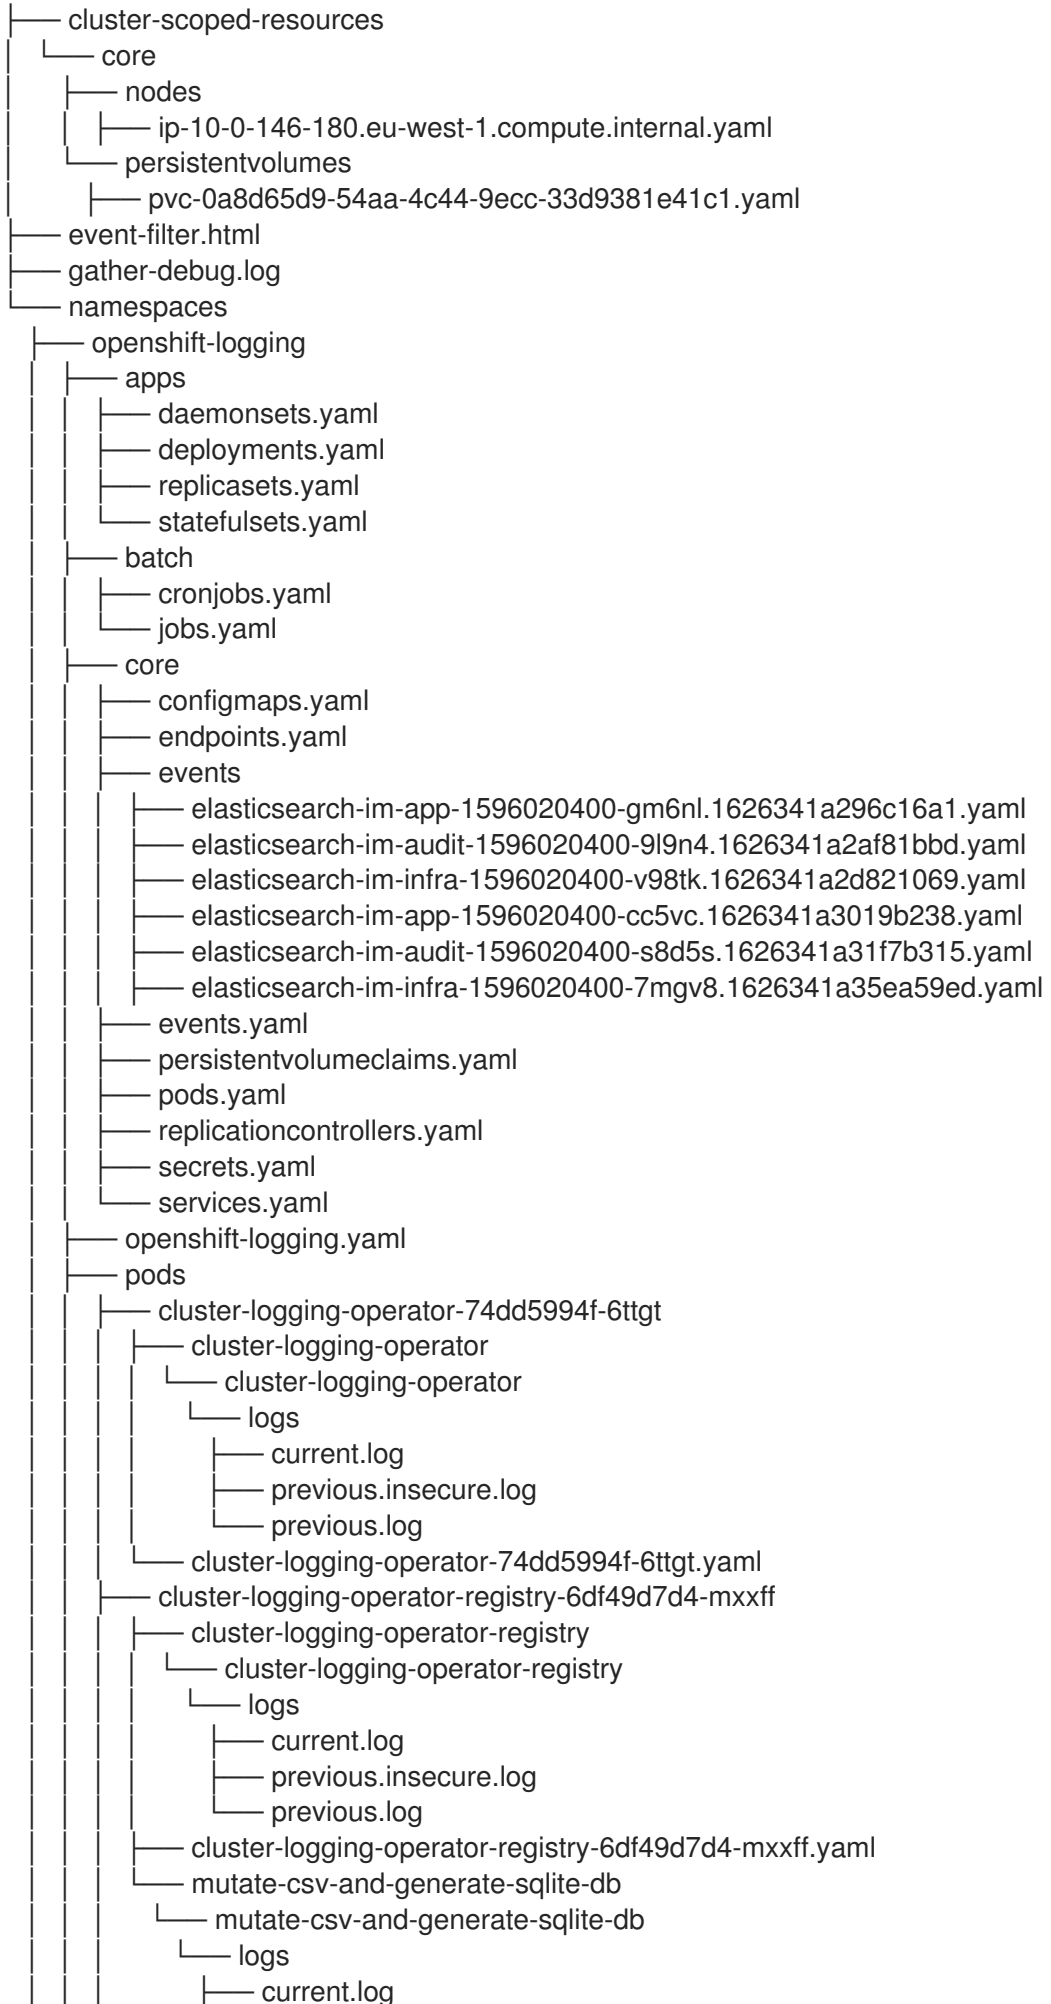 ├── cluster-scoped-resources
│ └── core
│ ├── nodes
│ │ ├── ip-10-0-146-180.eu-west-1.compute.internal.yaml
│ └── persistentvolumes
│ ├── pvc-0a8d65d9-54aa-4c44-9ecc-33d9381e41c1.yaml
├── event-filter.html
├── gather-debug.log
└── namespaces
├── openshift-logging
│ ├── apps
│ │ ├── daemonsets.yaml
│ │ ├── deployments.yaml
│ │ ├── replicasets.yaml
│ │ └── statefulsets.yaml
│ ├── batch
│ │ ├── cronjobs.yaml
│ │ └── jobs.yaml
│ ├── core
│ │ ├── configmaps.yaml
│ │ ├── endpoints.yaml
│ │ ├── events
│ │ │ ├── elasticsearch-im-app-1596020400-gm6nl.1626341a296c16a1.yaml
│ │ │ ├── elasticsearch-im-audit-1596020400-9l9n4.1626341a2af81bbd.yaml
│ │ │ ├── elasticsearch-im-infra-1596020400-v98tk.1626341a2d821069.yaml
│ │ │ ├── elasticsearch-im-app-1596020400-cc5vc.1626341a3019b238.yaml
│ │ │ ├── elasticsearch-im-audit-1596020400-s8d5s.1626341a31f7b315.yaml
│ │ │ ├── elasticsearch-im-infra-1596020400-7mgv8.1626341a35ea59ed.yaml
│ │ ├── events.yaml
│ │ ├── persistentvolumeclaims.yaml
│ │ ├── pods.yaml
│ │ ├── replicationcontrollers.yaml
│ │ ├── secrets.yaml
│ │ └── services.yaml
│ ├── openshift-logging.yaml
│ ├── pods
│ │ ├── cluster-logging-operator-74dd5994f-6ttgt
│ │ │ ├── cluster-logging-operator
│ │ │ │ └── cluster-logging-operator
│ │ │ │ └── logs
│ │ │ │ ├── current.log
│ │ │ │ ├── previous.insecure.log
│ │ │ │ └── previous.log
│ │ │ └── cluster-logging-operator-74dd5994f-6ttgt.yaml
│ │ ├── cluster-logging-operator-registry-6df49d7d4-mxxff
│ │ │ ├── cluster-logging-operator-registry
│ │ │ │ └── cluster-logging-operator-registry
│ │ │ │ └── logs
│ │ │ │ ├── current.log
│ │ │ │ ├── previous.insecure.log
│ │ │ │ └── previous.log
│ │ │ ├── cluster-logging-operator-registry-6df49d7d4-mxxff.yaml
│ │ │ └── mutate-csv-and-generate-sqlite-db
│ │ │ └── mutate-csv-and-generate-sqlite-db
│ │ │ └── logs
│ │ │ ├── current.log